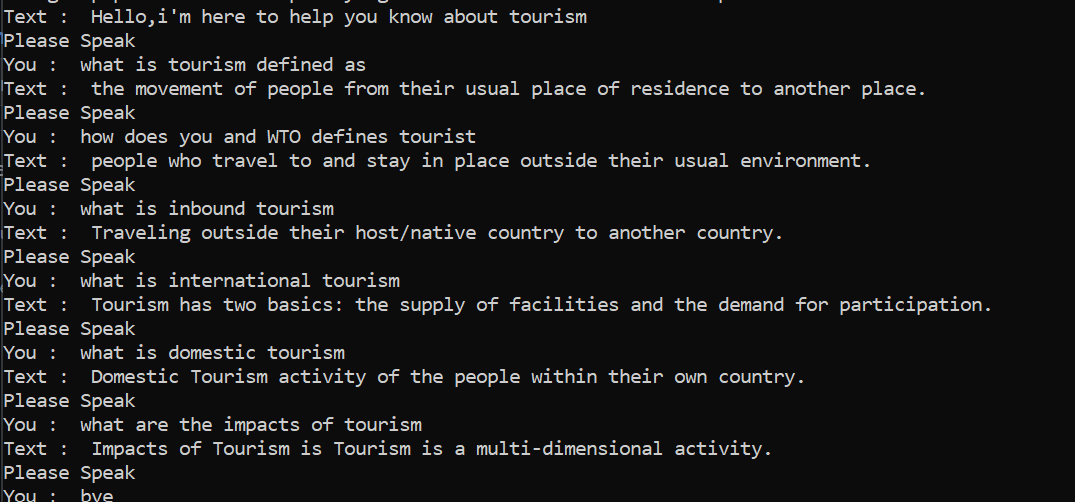 Text :  Hello,i'm here to help you know about tourism
Please Speak
You :  what is tourism defined as
Text :  the movement of people from their usual place of residence to another place.
Please Speak
You :  how does you and WTO defines tourist
Text :  people who travel to and stay in place outside their usual environment.
Please Speak
You :  what is inbound tourism
Text :  Traveling outside their host/native country to another country.
Please Speak
You :  what is international tourism
Text :  Tourism has two basics: the supply of facilities and the demand for participation.
Please Speak
You :  what is domestic tourism
Text :  Domestic Tourism activity of the people within their own country.
Please Speak
You :  what are the impacts of tourism
Text :  Impacts of Tourism is Tourism is a multi-dimensional activity.
Please Speak
You :  bye